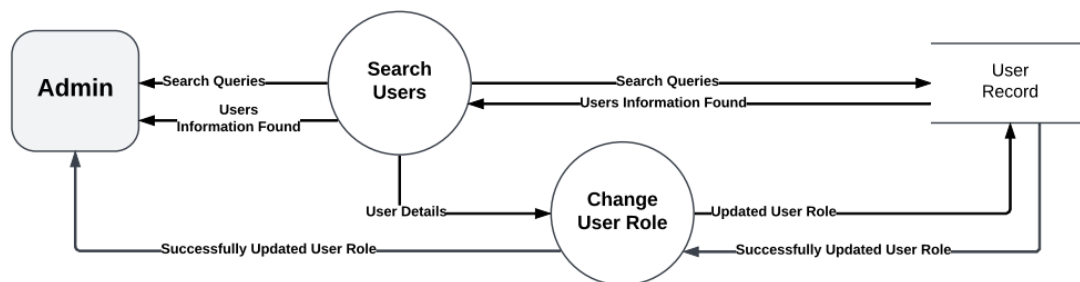 Admin
Search Queries
Users
Information Found
Search
Users
Search Queries
Users Information Found
User
Record
User Details
Change
User Role
Updated User Role
Successfully Updated User Role
Successfully Updated User Role